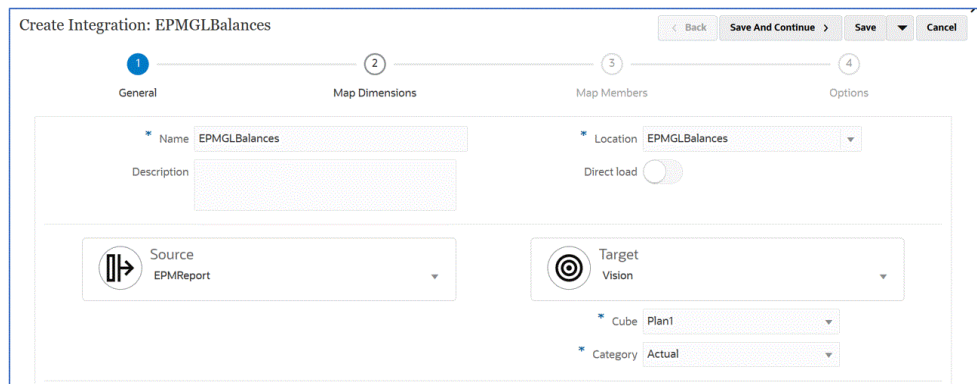 Create Integration: EPMGLBalances
< Back Save And Continue > Save Cancel
1 2 3 4
General Map Dimensions Map Members Options
* Name EPMGLBalances * Location EPMGLBalances
Description Direct load
Source Target
EPMReport Vision
* Cube Plan1
* Category Actual